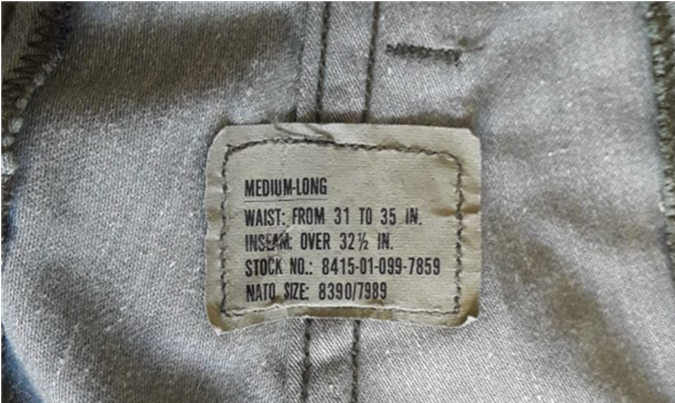 MEDIUM-LONG
WAIST: FROM 31 TO 35 IN.
INSEAM: OVER 32½ IN.
STOCK NO.: 8415-01-099-7859
NATO SIZE: 8390/7989